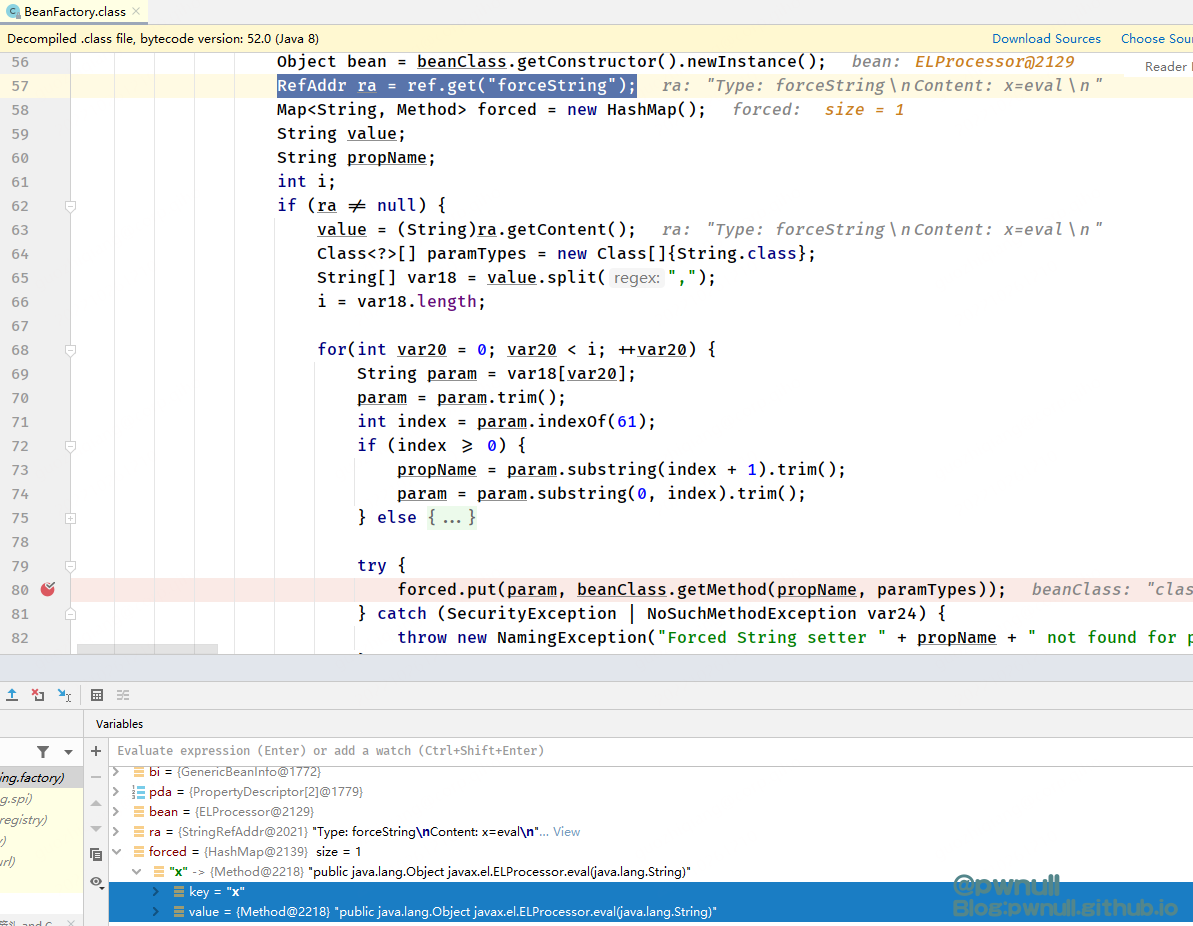 BeanFactory.class
Decompiled .class file, bytecode version: 52.0 (Java 8) Download Sources Choose Sour
Reader
56 Object bean = beanClass.getConstructor().newInstance(); bean: ELProcessor@2129
57 RefAddr ra = ref.get("forceString"); ra: "Type: forceString\nContent: x=eval\n"
58 Map<String, Method> forced = new HashMap(); forced: size = 1
59 String value;
60 String propName;
61 int i;
62 if (ra ≠ null) {
63 value = (String)ra.getContent(); ra: "Type: forceString\nContent: x=eval\n"
64 Class<?>[] paramTypes = new Class[]{String.class};
65 String[] var18 = value.split( regex: ",");
66 i = var18.length;
67
68 for(int var20 = 0; var20 < i; ++var20) {
69 String param = var18[var20];
70 param = param.trim();
71 int index = param.indexOf(61);
72 if (index ⩾ 0) {
73 propName = param.substring(index + 1).trim();
74 param = param.substring(0, index).trim();
75 } else {...}
78
79 try {
80 forced.put(param, beanClass.getMethod(propName, paramTypes)); beanClass: "clas
81 } catch (SecurityException | NoSuchMethodException var24) {
82 throw new NamingException("Forced String setter " + propName + " not found for p
Variables
Evaluate expression (Enter) or add a watch (Ctrl+Shift+Enter)
ing.factory)
g.spi)
registry)
)
url)
bi = {GenericBeanInfo@1772}
pda = {PropertyDescriptor[2]@1779}
bean = {ELProcessor@2129}
ra = {StringRefAddr@2021} "Type: forceString\nContent: x=eval\n"... View
forced = {HashMap@2139} size = 1
"x" -> {Method@2218} "public java.lang.Object javax.el.ELProcessor.eval(java.lang.String)"
key = "x"
value = {Method@2218} "public java.lang.Object javax.el.ELProcessor.eval(java.lang.String)"
@pwnull
Blog:pwnull.github.io